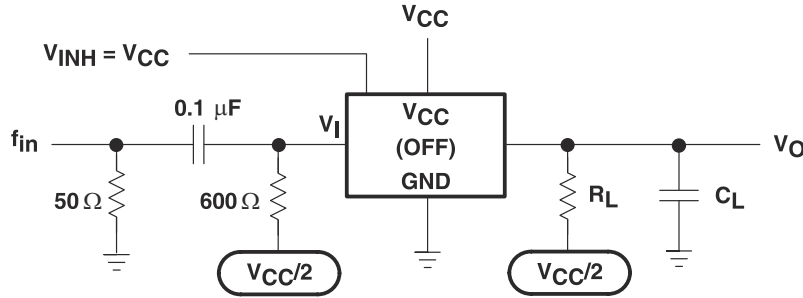 VCC
VINH = VCC
0.1 μF
fin
VI
VCC
(OFF)
GND
VO
50 Ω
600 Ω
RL
CL
VCC/2
VCC/2